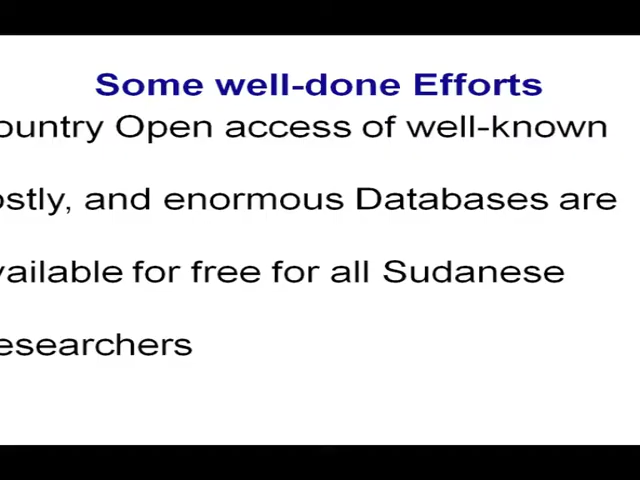 Some well-done Efforts
ountry Open access of well-known
ostly, and enormous Databases are
vailable for free for all Sudanese
esearchers